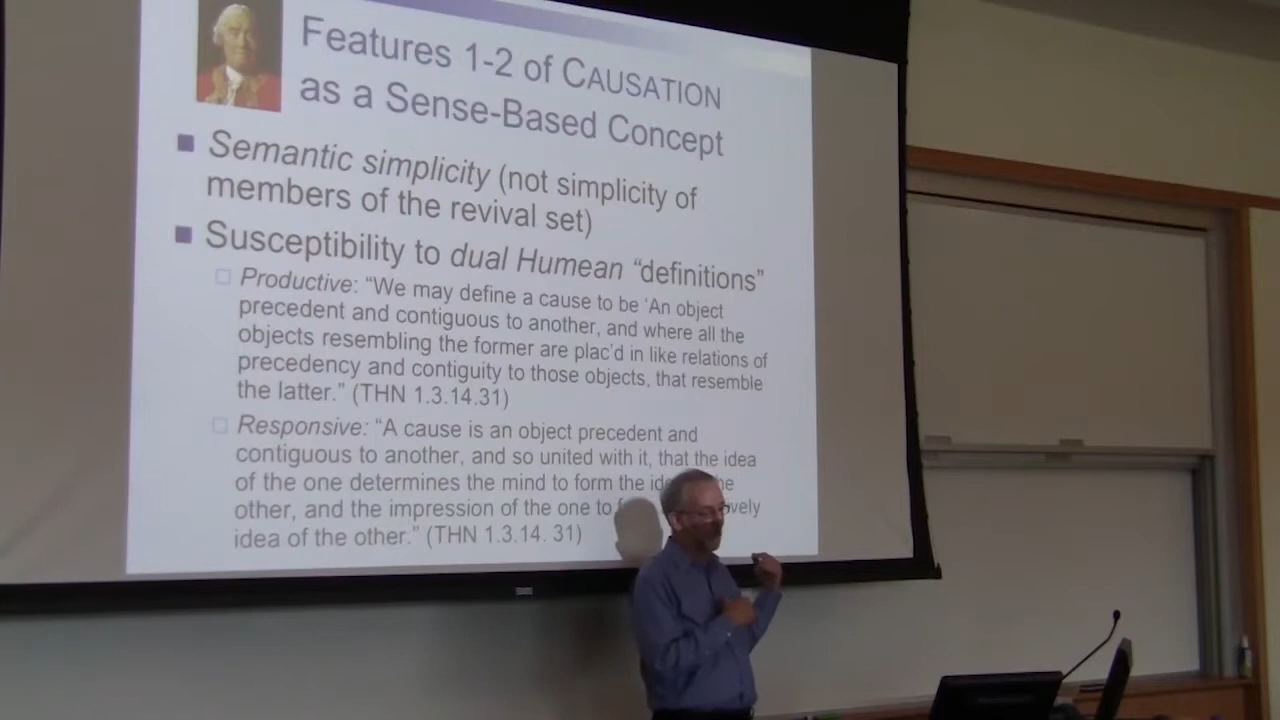 Features 1-2 of CAUSATION
as a Sense-Based Concept
Semantic simplicity (not simplicity of
members of the revival set)
Susceptibility to dual Humean “definitions”
Productive: “We may define a cause to be ‘An object
precedent and contiguous to another, and where all the
objects resembling the former are plac’d in like relations of
precedency and contiguity to those objects, that resemble
the latter.” (THN 1.3.14.31)
Responsive: “A cause is an object precedent and
contiguous to another, and so united with it, that the idea
of the one determines the mind to form the
other, and the impression of the one to
idea of the other.” (THN 1.3.14. 31)